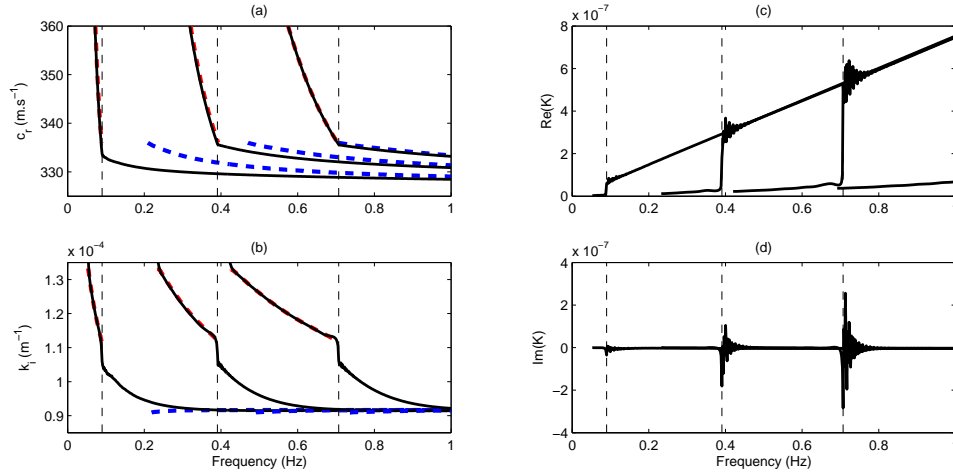 (a)
360
350
340
330
c_r (m.s⁻¹)
0 0.2 0.4 0.6 0.8 1
(b)
x 10⁻⁴
1.3
1.2
1.1
1
0.9
k_i (m⁻¹)
0 0.2 0.4 0.6 0.8 1
Frequency (Hz)
(c)
x 10⁻⁷
8
6
4
2
0
Re(K)
0 0.2 0.4 0.6 0.8 1
(d)
x 10⁻⁷
4
2
0
−2
−4
Im(K)
0 0.2 0.4 0.6 0.8 1
Frequency (Hz)